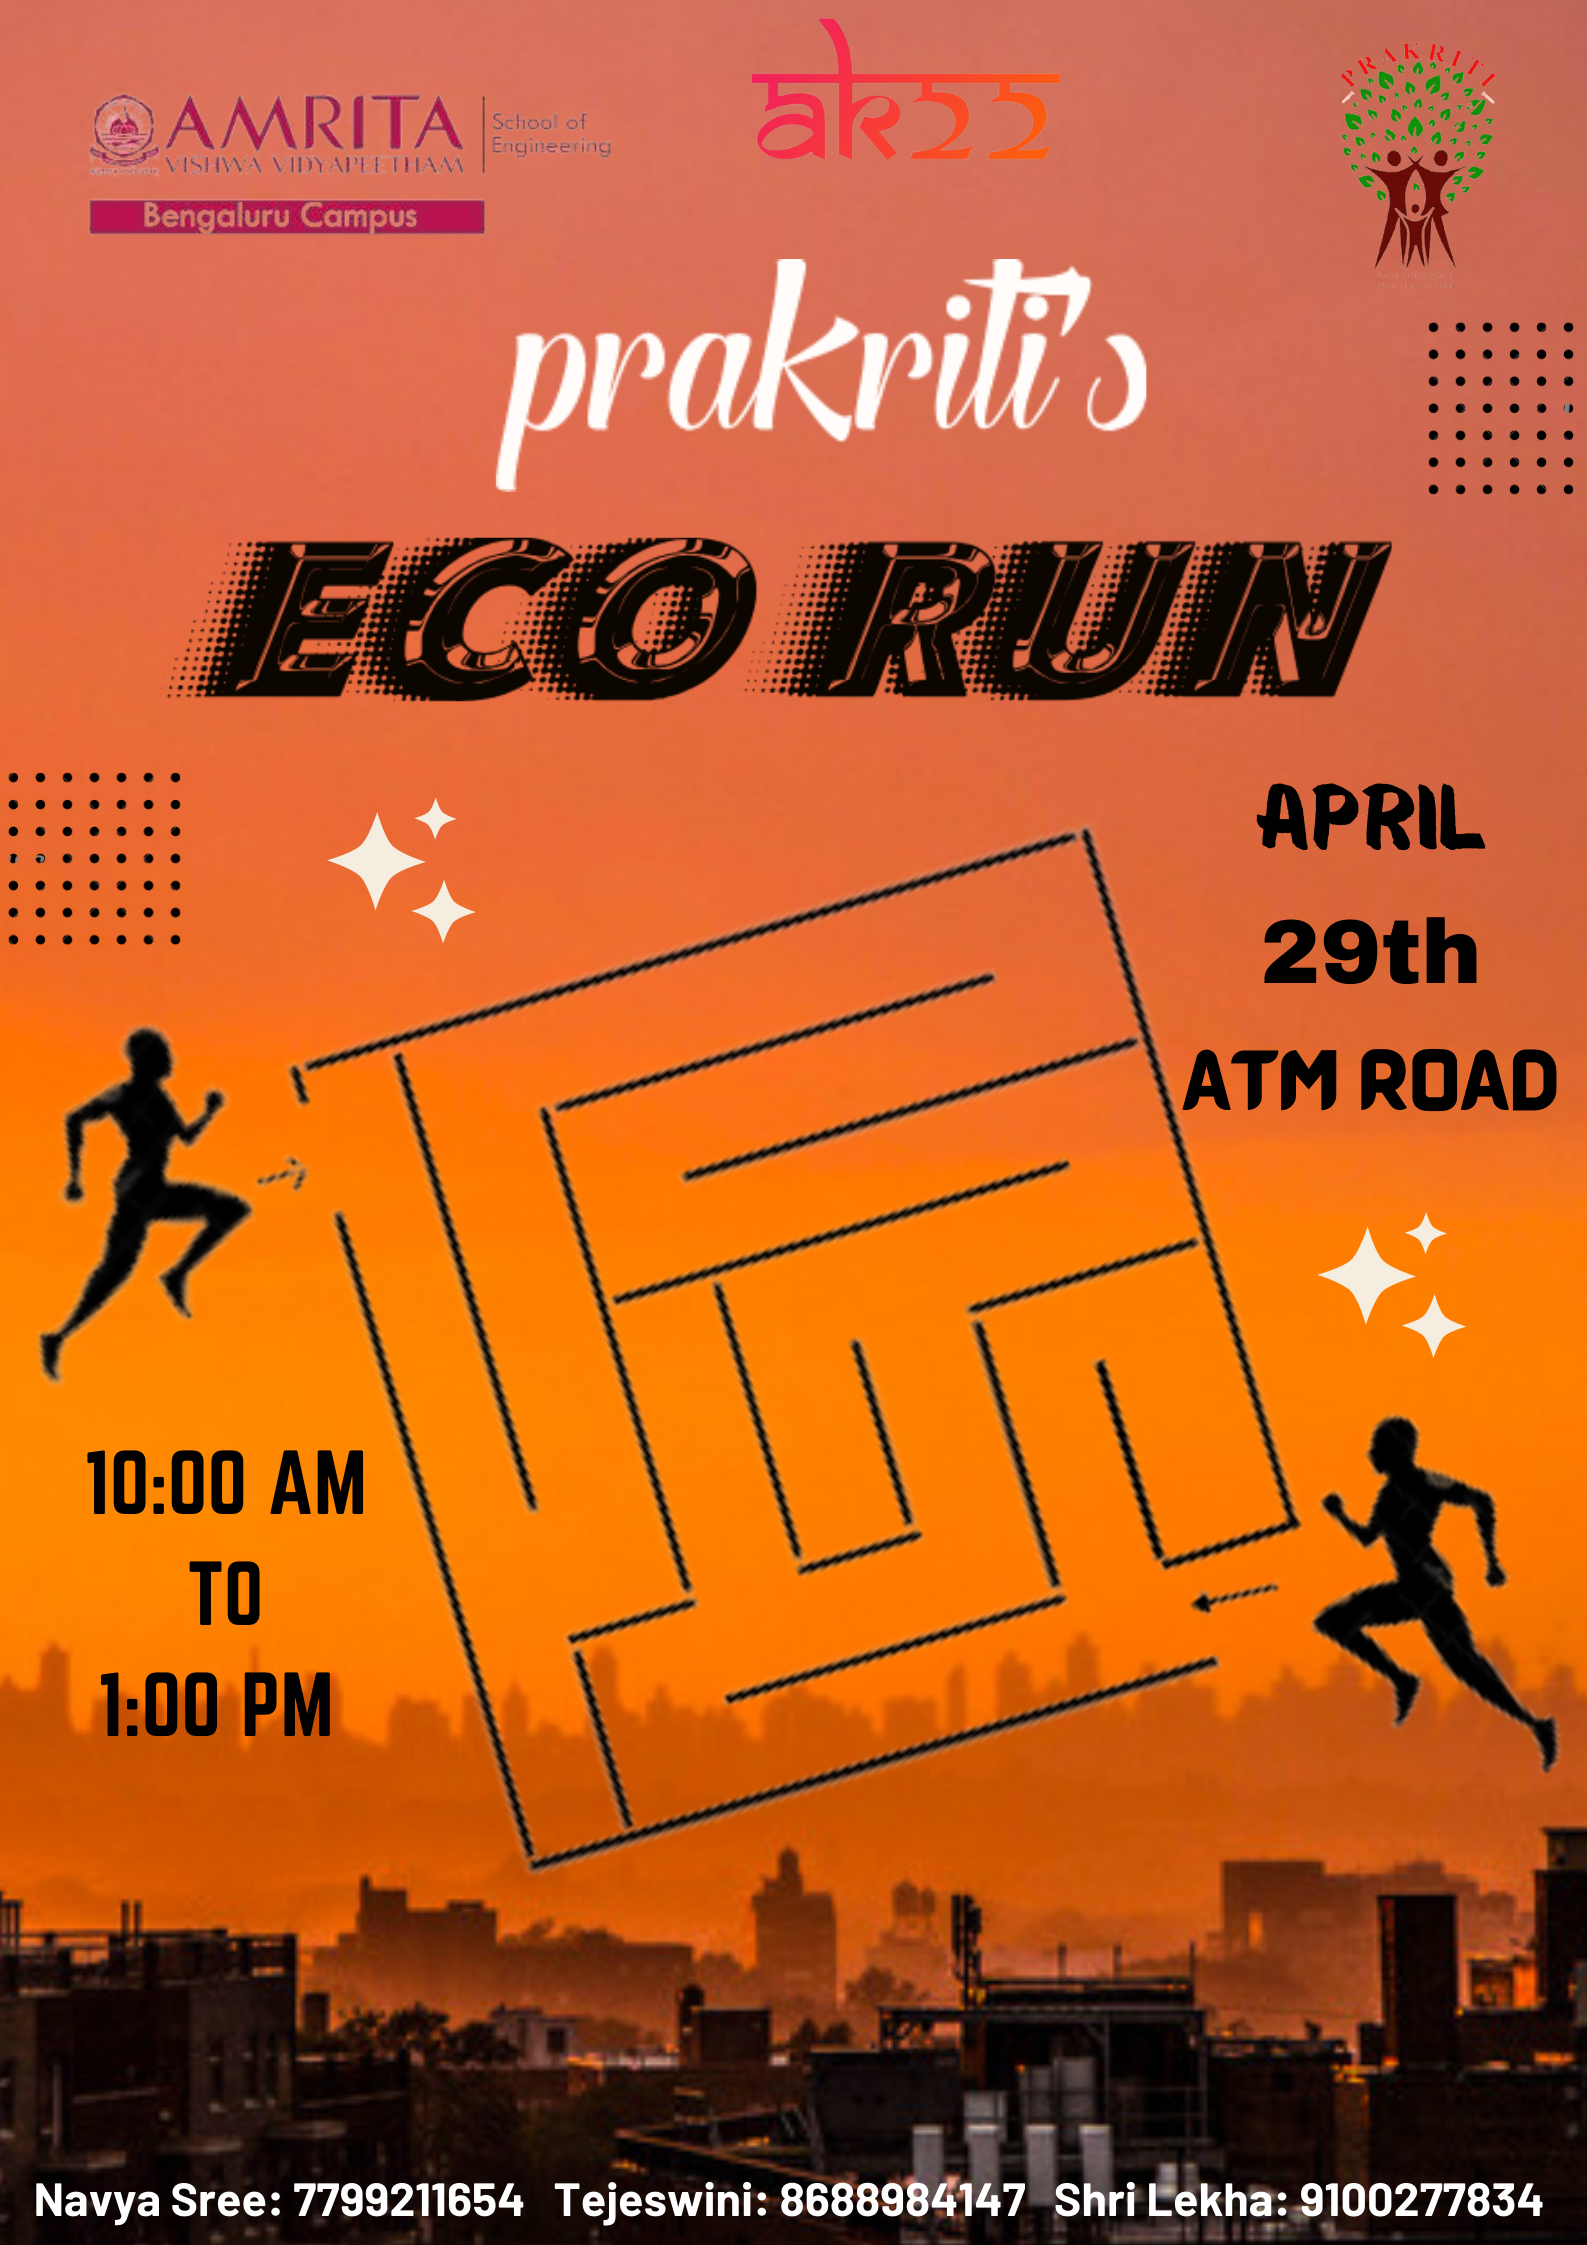 AMRITA
VISHWA VIDYAPEETHAM
School of
Engineering
Bengaluru Campus
ak22
PRAKRITI
prakriti's
ECO RUN
APRIL
29th
ATM ROAD
10:00 AM
TO
1:00 PM
Navya Sree: 7799211654 Tejeswini: 8688984147 Shri Lekha: 9100277834